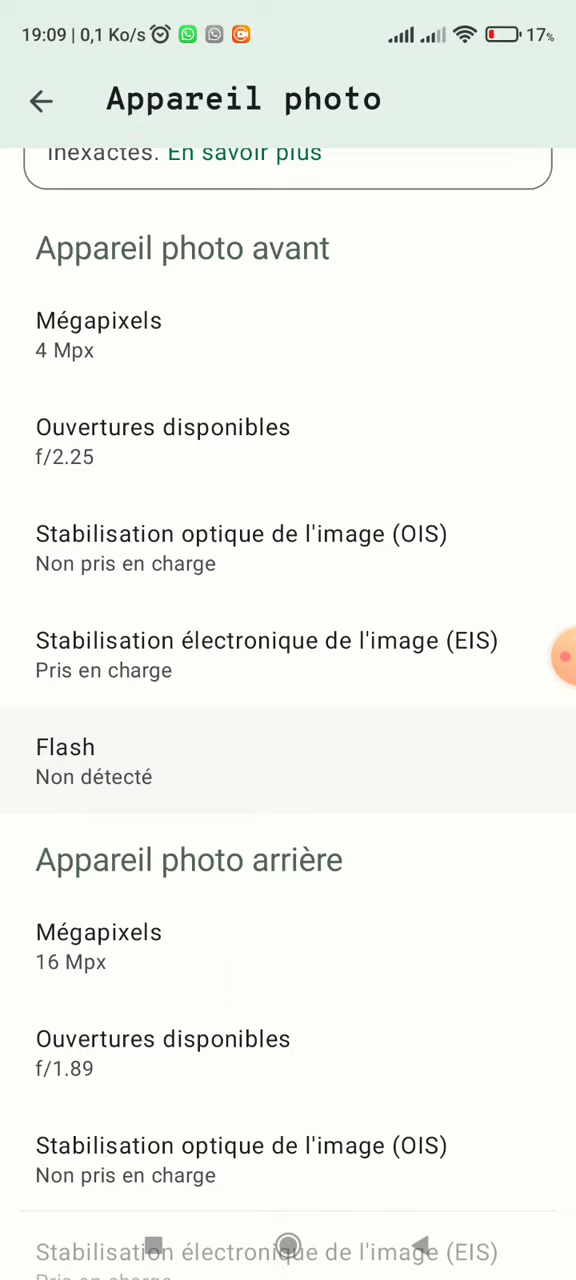 19:09 | 0,1 Ko/s 17%
Appareil photo
inexactes. En savoir plus
Appareil photo avant
Mégapixels
4 Mpx
Ouvertures disponibles
f/2.25
Stabilisation optique de l'image (OIS)
Non pris en charge
Stabilisation électronique de l'image (EIS)
Pris en charge
Flash
Non détecté
Appareil photo arrière
Mégapixels
16 Mpx
Ouvertures disponibles
f/1.89
Stabilisation optique de l'image (OIS)
Non pris en charge
Stabilisation électronique de l'image (EIS)
Pris en charge